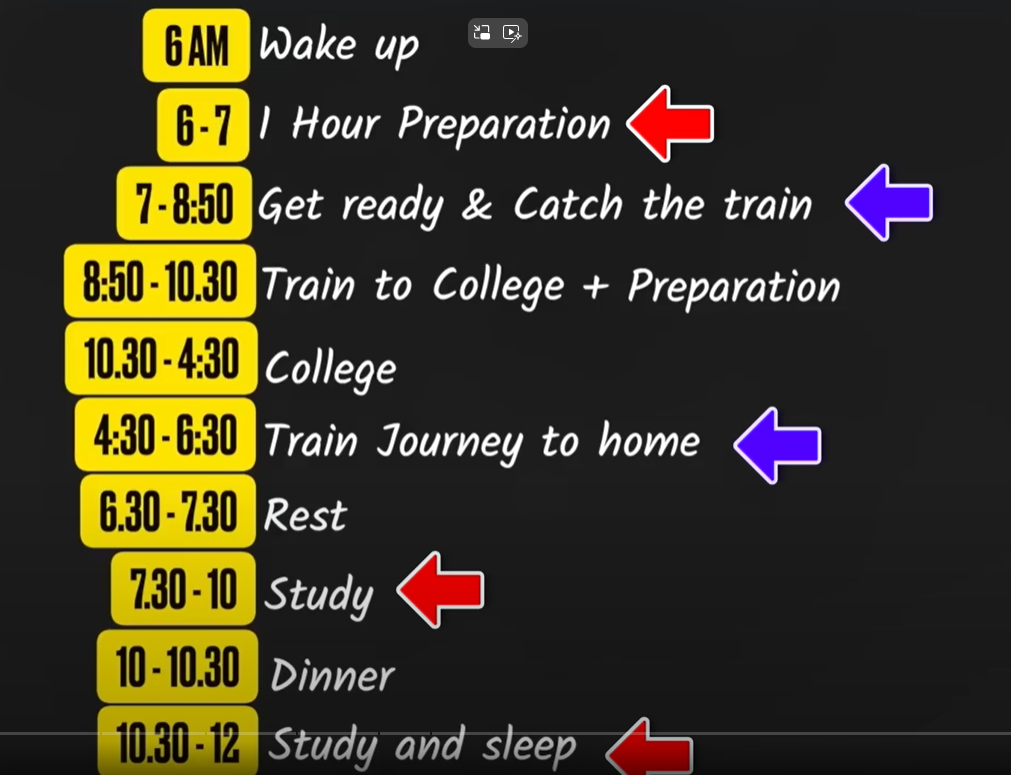 6 AM Wake up
6 - 7 1 Hour Preparation
7 - 8:50 Get ready & Catch the train
8:50 - 10.30 Train to College + Preparation
10.30 - 4:30 College
4:30 - 6:30 Train Journey to home
6.30 - 7.30 Rest
7.30 - 10 Study
10 - 10.30 Dinner
10.30 - 12 Study and sleep